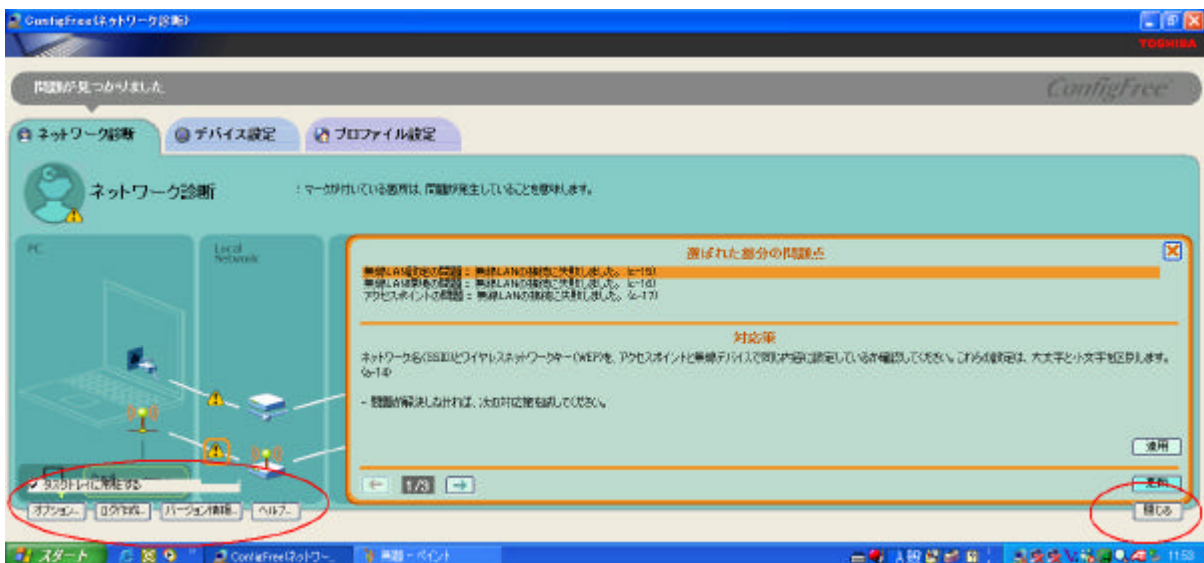 ConfigFree(ネットワーク診断)
TOSHIBA
問題が見つかりました
ConfigFree
ネットワーク診断
デバイス設定
プロファイル設定
ネットワーク診断
：マークが付いている箇所は、問題が発生していることを意味します。
PC
Local
Network
選ばれた部分の問題点
無線LAN設定の問題：無線LANの接続に失敗しました。(c-15)
無線LAN環境の問題：無線LANの接続に失敗しました。(c-16)
アクセスポイントの問題：無線LANの接続に失敗しました。(c-17)
対応策
ネットワーク名(SSID)とワイヤレスネットワークキー(WEP)を、アクセスポイントと無線デバイスで同じ内容に設定しているか確認してください。これらの設定は、大文字と小文字を区別します。
(a-14)
- 問題が解決しなければ、次の対応策を試してください。
適用
1/3
更新
タスクトレイに常駐する
オプション...
ログ作成...
バージョン情報...
ヘルプ...
閉じる
スタート
ConfigFree(ネットワー...
無題 - ペイント
A 般
11:53